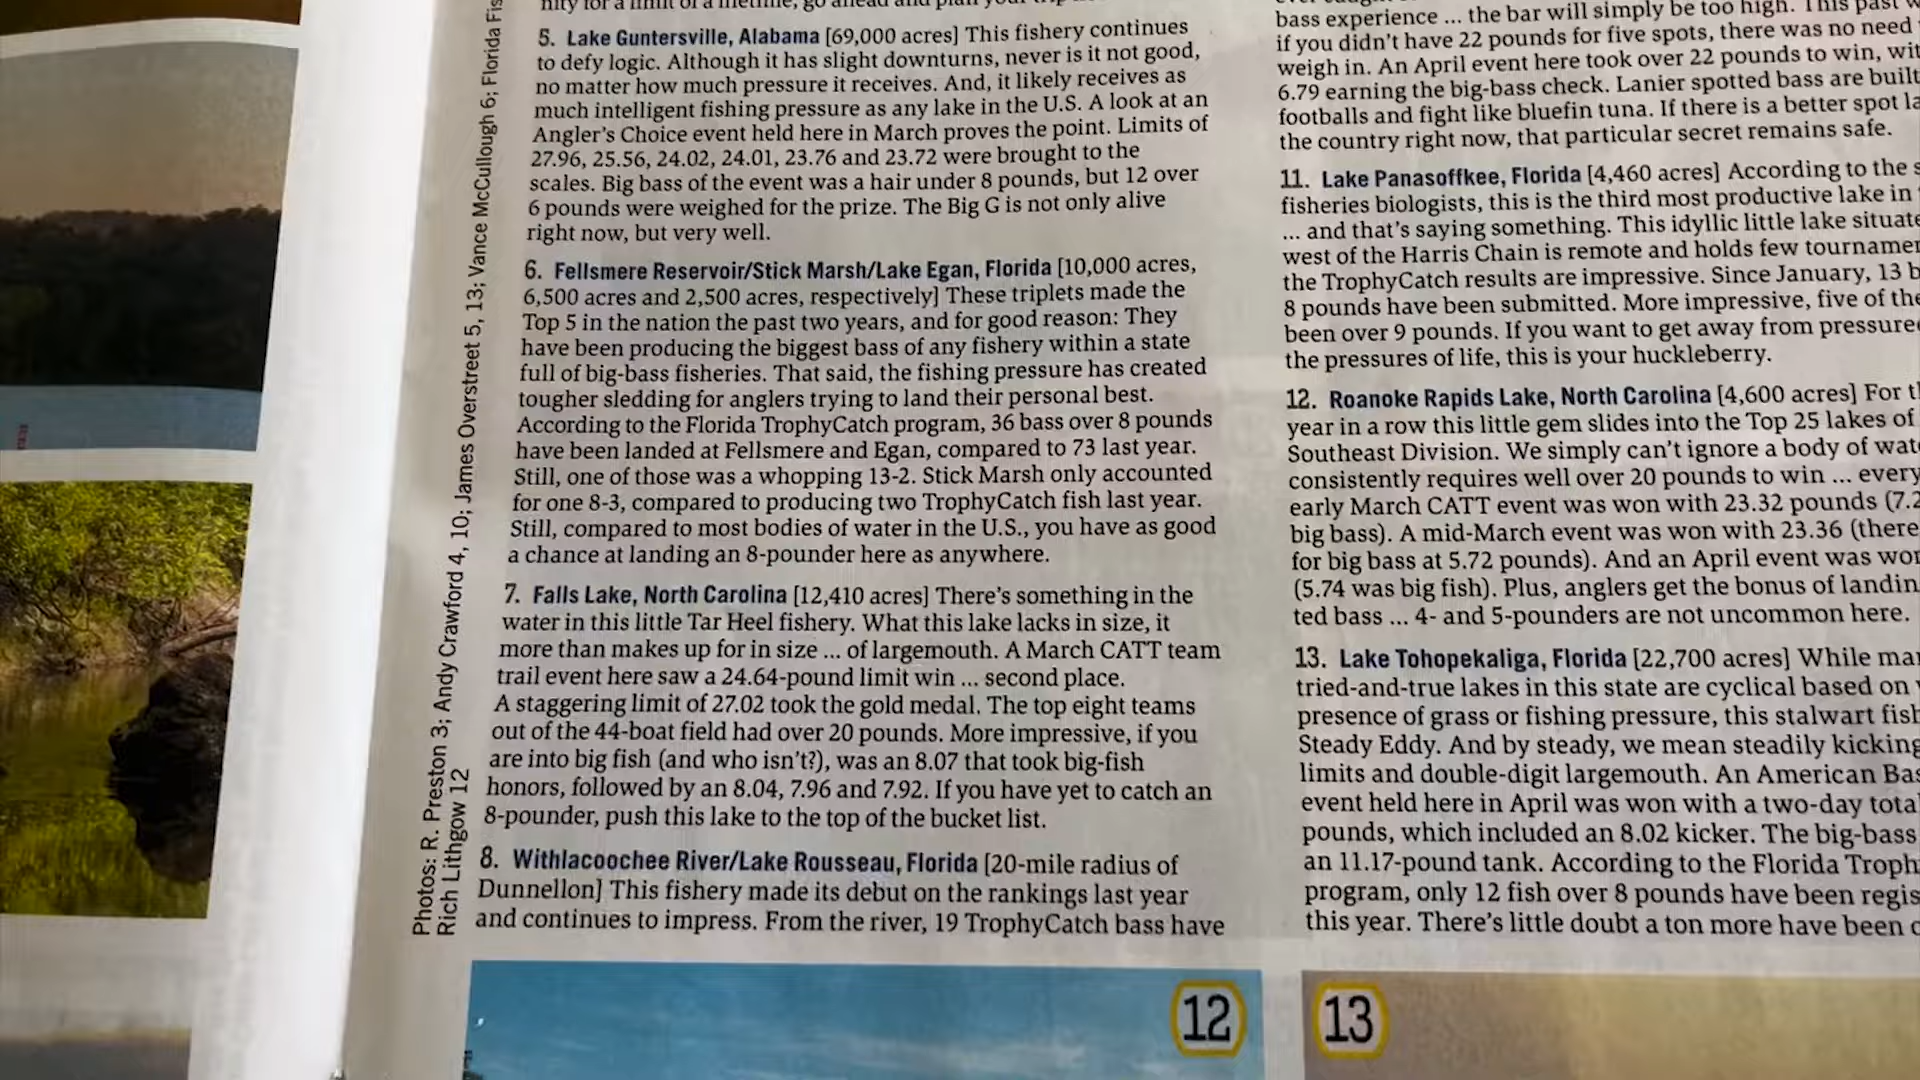 nity for a limit of a lifetime, go ahead and plan your trip
5. Lake Guntersville, Alabama [69,000 acres] This fishery continues
to defy logic. Although it has slight downturns, never is it not good,
no matter how much pressure it receives. And, it likely receives as
much intelligent fishing pressure as any lake in the U.S. A look at an
Angler's Choice event held here in March proves the point. Limits of
27.96, 25.56, 24.02, 24.01, 23.76 and 23.72 were brought to the
scales. Big bass of the event was a hair under 8 pounds, but 12 over
6 pounds were weighed for the prize. The Big G is not only alive
right now, but very well.
6. Fellsmere Reservoir/Stick Marsh/Lake Egan, Florida [10,000 acres,
6,500 acres and 2,500 acres, respectively] These triplets made the
Top 5 in the nation the past two years, and for good reason: They
have been producing the biggest bass of any fishery within a state
full of big-bass fisheries. That said, the fishing pressure has created
tougher sledding for anglers trying to land their personal best.
According to the Florida TrophyCatch program, 36 bass over 8 pounds
have been landed at Fellsmere and Egan, compared to 73 last year.
Still, one of those was a whopping 13-2. Stick Marsh only accounted
for one 8-3, compared to producing two TrophyCatch fish last year.
Still, compared to most bodies of water in the U.S., you have as good
a chance at landing an 8-pounder here as anywhere.
7. Falls Lake, North Carolina [12,410 acres] There's something in the
water in this little Tar Heel fishery. What this lake lacks in size, it
more than makes up for in size ... of largemouth. A March CATT team
trail event here saw a 24.64-pound limit win ... second place.
A staggering limit of 27.02 took the gold medal. The top eight teams
out of the 44-boat field had over 20 pounds. More impressive, if you
are into big fish (and who isn't?), was an 8.07 that took big-fish
honors, followed by an 8.04, 7.96 and 7.92. If you have yet to catch an
8-pounder, push this lake to the top of the bucket list.
8. Withlacoochee River/Lake Rousseau, Florida [20-mile radius of
Dunnellon] This fishery made its debut on the rankings last year
and continues to impress. From the river, 19 TrophyCatch bass have
bass experience ... the bar will simply be too high. This past
if you didn't have 22 pounds for five spots, there was no need
weigh in. An April event here took over 22 pounds to win, wit
6.79 earning the big-bass check. Lanier spotted bass are built
footballs and fight like bluefin tuna. If there is a better spot la
the country right now, that particular secret remains safe.
11. Lake Panasoffkee, Florida [4,460 acres] According to the s
fisheries biologists, this is the third most productive lake in
... and that's saying something. This idyllic little lake situate
west of the Harris Chain is remote and holds few tournamen
the TrophyCatch results are impressive. Since January, 13 b
8 pounds have been submitted. More impressive, five of the
been over 9 pounds. If you want to get away from pressure
the pressures of life, this is your huckleberry.
12. Roanoke Rapids Lake, North Carolina [4,600 acres] For th
year in a row this little gem slides into the Top 25 lakes of
Southeast Division. We simply can't ignore a body of wat
consistently requires well over 20 pounds to win ... every
early March CATT event was won with 23.32 pounds (7.2
big bass). A mid-March event was won with 23.36 (there
for big bass at 5.72 pounds). And an April event was wo
(5.74 was big fish). Plus, anglers get the bonus of landin
ted bass ... 4- and 5-pounders are not uncommon here.
13. Lake Tohopekaliga, Florida [22,700 acres] While ma
tried-and-true lakes in this state are cyclical based on
presence of grass or fishing pressure, this stalwart fish
Steady Eddy. And by steady, we mean steadily kicking
limits and double-digit largemouth. An American Bas
event held here in April was won with a two-day total
pounds, which included an 8.02 kicker. The big-bass
an 11.17-pound tank. According to the Florida Troph
program, only 12 fish over 8 pounds have been regis
this year. There's little doubt a ton more have been c
Photos: R. Preston 3; Andy Crawford 4, 10; James Overstreet 5, 13; Vance McCullough 6; Florida Fis
Rich Lithgow 12
12
13